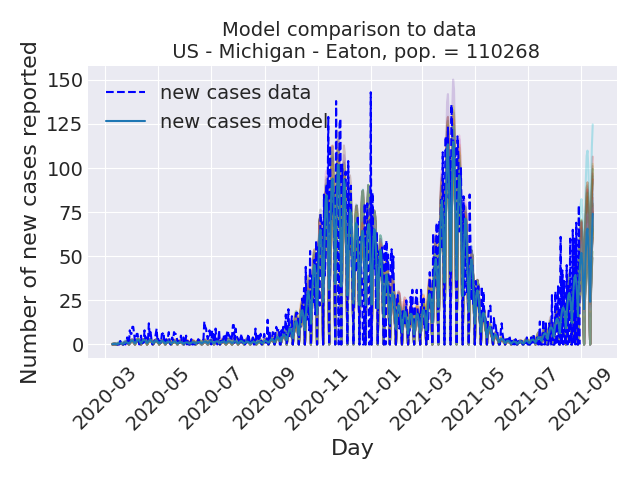 Model comparison to data
US - Michigan - Eaton, pop. = 110268
Number of new cases reported
150
125
100
75
50
25
0
new cases data
new cases model
2020-03
2020-05
2020-07
2020-09
2020-11
2021-01
2021-03
2021-05
2021-07
2021-09
Day